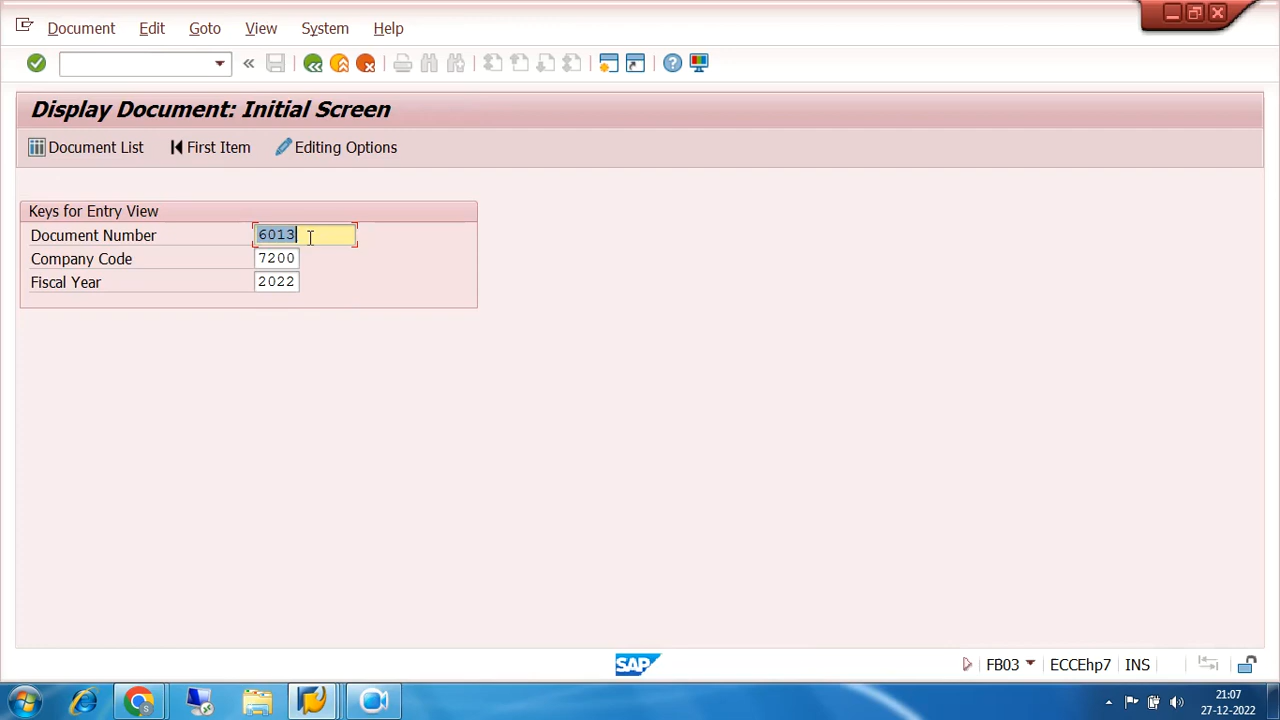 Document Edit Goto View System Help
Display Document: Initial Screen
Document List First Item Editing Options
Keys for Entry View
Document Number 6013
Company Code 7200
Fiscal Year 2022
SAP FB03 ECCEhp7 INS
21:07
27-12-2022